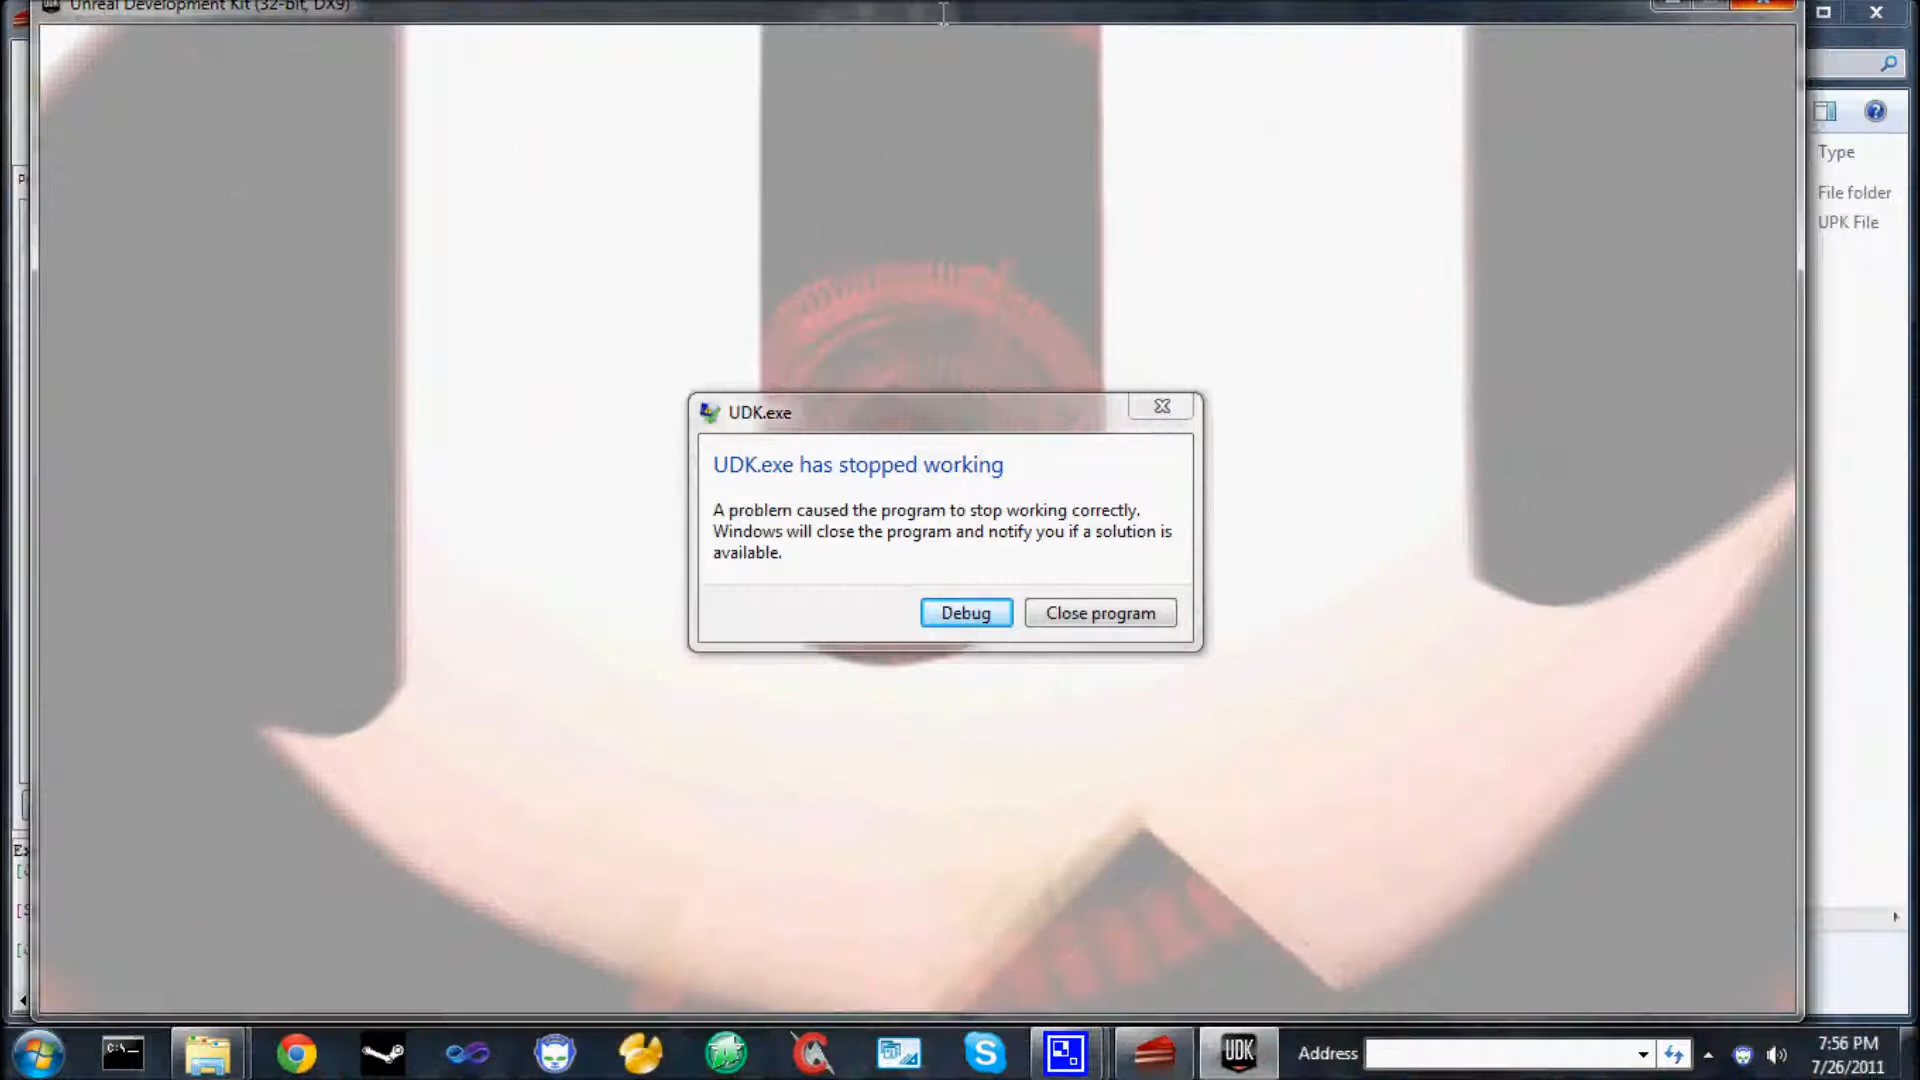 Unreal Development Kit (32-bit, DX9)
Type
File folder
UPK File
UDK.exe
UDK.exe has stopped working
A problem caused the program to stop working correctly.
Windows will close the program and notify you if a solution is
available.
Debug
Close program
C:\_
UDK
Address
7:56 PM
7/26/2011